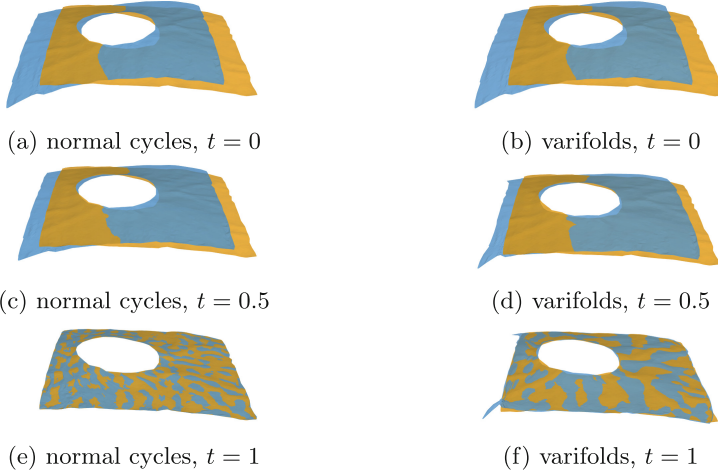 (a) normal cycles, t = 0
(b) varifolds, t = 0
(c) normal cycles, t = 0.5
(d) varifolds, t = 0.5
(e) normal cycles, t = 1
(f) varifolds, t = 1